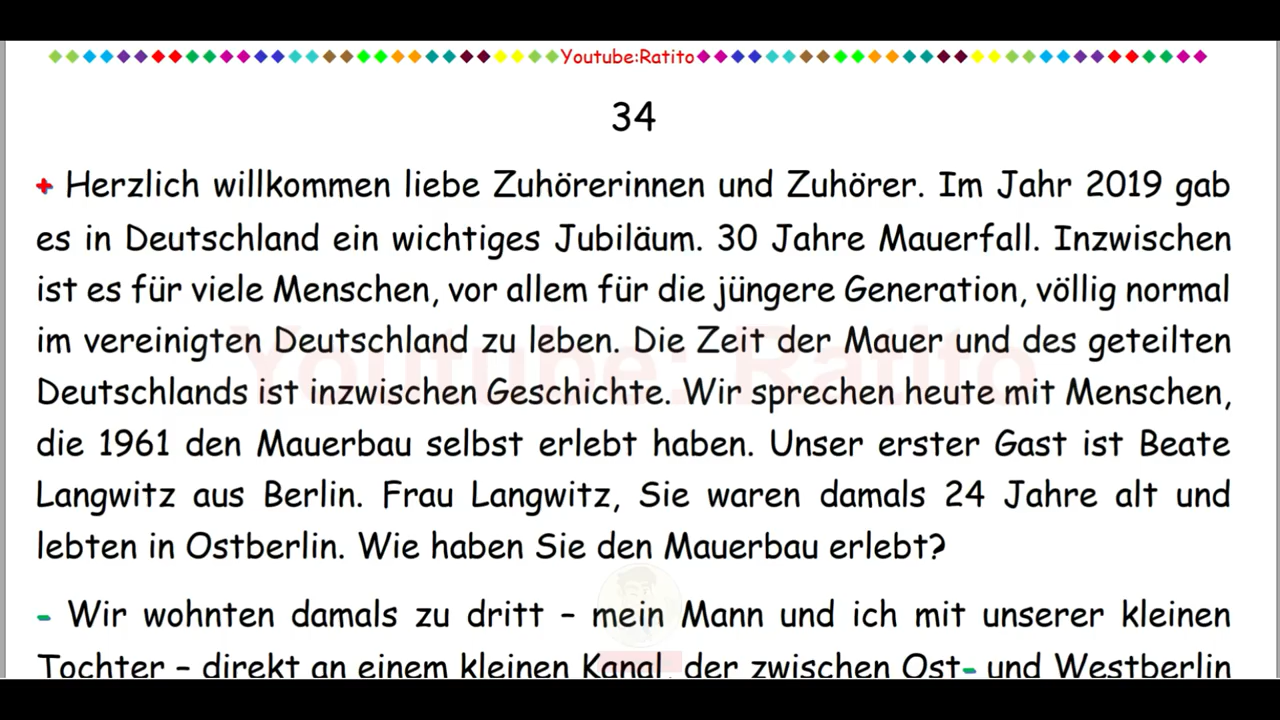 Youtube:Ratito
34
+ Herzlich willkommen liebe Zuhörerinnen und Zuhörer. Im Jahr 2019 gab
es in Deutschland ein wichtiges Jubiläum. 30 Jahre Mauerfall. Inzwischen
ist es für viele Menschen, vor allem für die jüngere Generation, völlig normal
im vereinigten Deutschland zu leben. Die Zeit der Mauer und des geteilten
Youtube: Ratito
Deutschlands ist inzwischen Geschichte. Wir sprechen heute mit Menschen,
die 1961 den Mauerbau selbst erlebt haben. Unser erster Gast ist Beate
Langwitz aus Berlin. Frau Langwitz, Sie waren damals 24 Jahre alt und
lebten in Ostberlin. Wie haben Sie den Mauerbau erlebt?
- Wir wohnten damals zu dritt – mein Mann und ich mit unserer kleinen
Tochter – direkt an einem kleinen Kanal, der zwischen Ost- und Westberlin